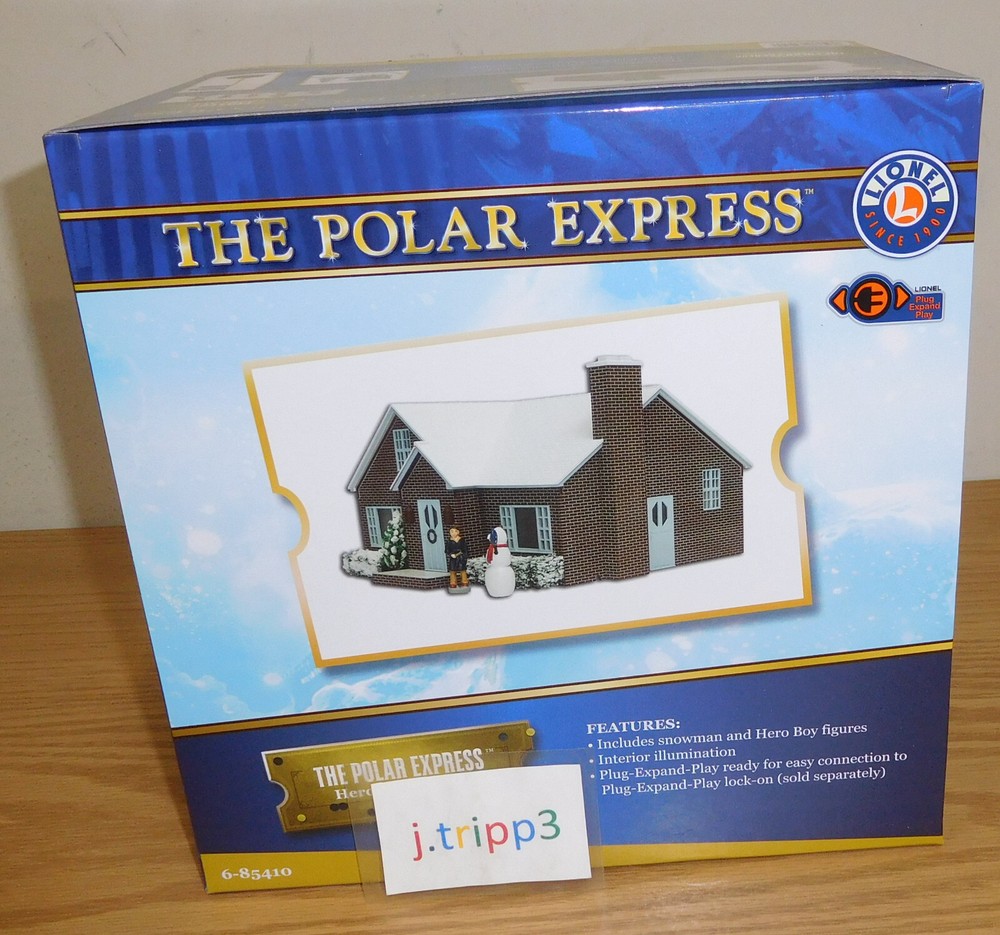 THE POLAR EXPRESS™
LIONEL
L
SINCE 1900
LIONEL
Plug
Expand
Play
FEATURES:
• Includes snowman and Hero Boy figures
• Interior illumination
• Plug-Expand-Play ready for easy connection to
Plug-Expand-Play lock-on (sold separately)
THE POLAR EXPRESS™
j.tripp3
6-85410